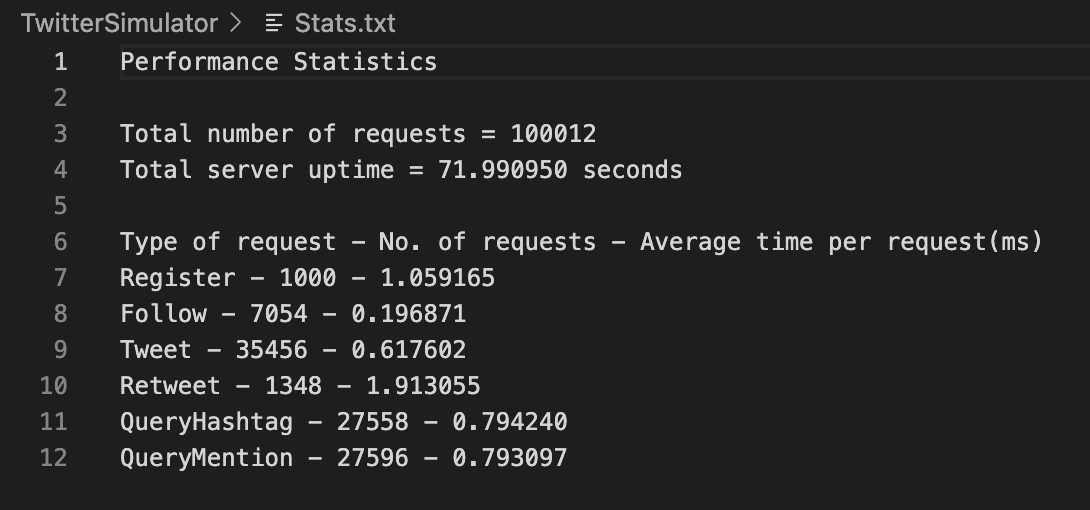 TwitterSimulator > Stats.txt
1 Performance Statistics
2
3 Total number of requests = 100012
4 Total server uptime = 71.990950 seconds
5
6 Type of request – No. of requests – Average time per request(ms)
7 Register – 1000 – 1.059165
8 Follow – 7054 – 0.196871
9 Tweet – 35456 – 0.617602
10 Retweet – 1348 – 1.913055
11 QueryHashtag – 27558 – 0.794240
12 QueryMention – 27596 – 0.793097